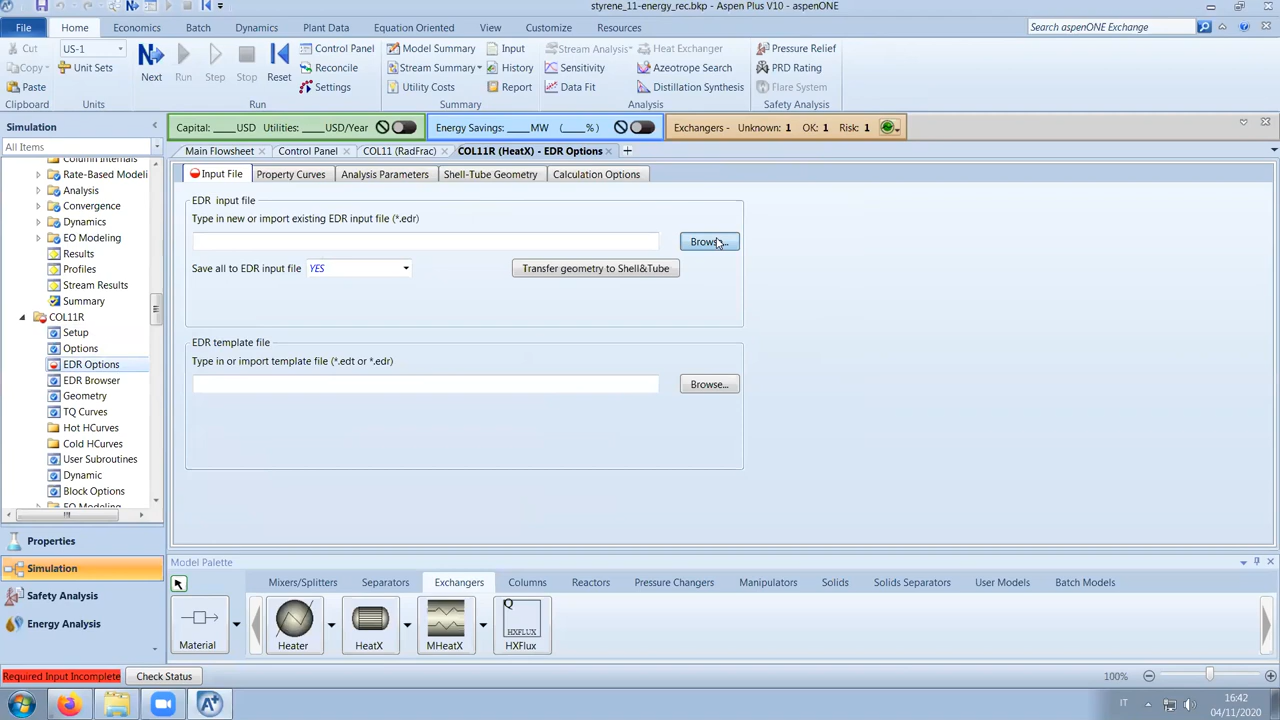 styrene_11-energy_rec.bkp - Aspen Plus V10 - aspenONE
File Home Economics Batch Dynamics Plant Data Equation Oriented View Customize Resources Search aspenONE Exchange
Cut US-1 Next Run Step Stop Reset Control Panel Model Summary Input Stream Analysis Heat Exchanger Pressure Relief
Copy Unit Sets Reconcile Stream Summary History Sensitivity Azeotrope Search PRD Rating
Paste Settings Utility Costs Report Data Fit Distillation Synthesis Flare System
Clipboard Units Run Summary Analysis Safety Analysis
Simulation Capital: ____USD Utilities: ____USD/Year Energy Savings: ____MW (____%) Exchangers - Unknown: 1 OK: 1 Risk: 1
All Items Main Flowsheet Control Panel COL11 (RadFrac) COL11R (HeatX) - EDR Options
Column Internals
Rate-Based Modeli
Analysis
Convergence
Dynamics
EO Modeling
Results
Profiles
Stream Results
Summary
COL11R
Setup
Options
EDR Options
EDR Browser
Geometry
TQ Curves
Hot HCurves
Cold HCurves
User Subroutines
Dynamic
Block Options
EO Modeling
Properties
Simulation
Safety Analysis
Energy Analysis
Input File Property Curves Analysis Parameters Shell-Tube Geometry Calculation Options
EDR input file
Type in new or import existing EDR input file (*.edr)
Browse...
Save all to EDR input file YES Transfer geometry to Shell&Tube
EDR template file
Type in or import template file (*.edt or *.edr)
Browse...
Model Palette
Mixers/Splitters Separators Exchangers Columns Reactors Pressure Changers Manipulators Solids Solids Separators User Models Batch Models
Q
HXFLUX
Material Heater HeatX MHeatX HXFlux
Required Input Incomplete Check Status 100%
IT 16:42
04/11/2020